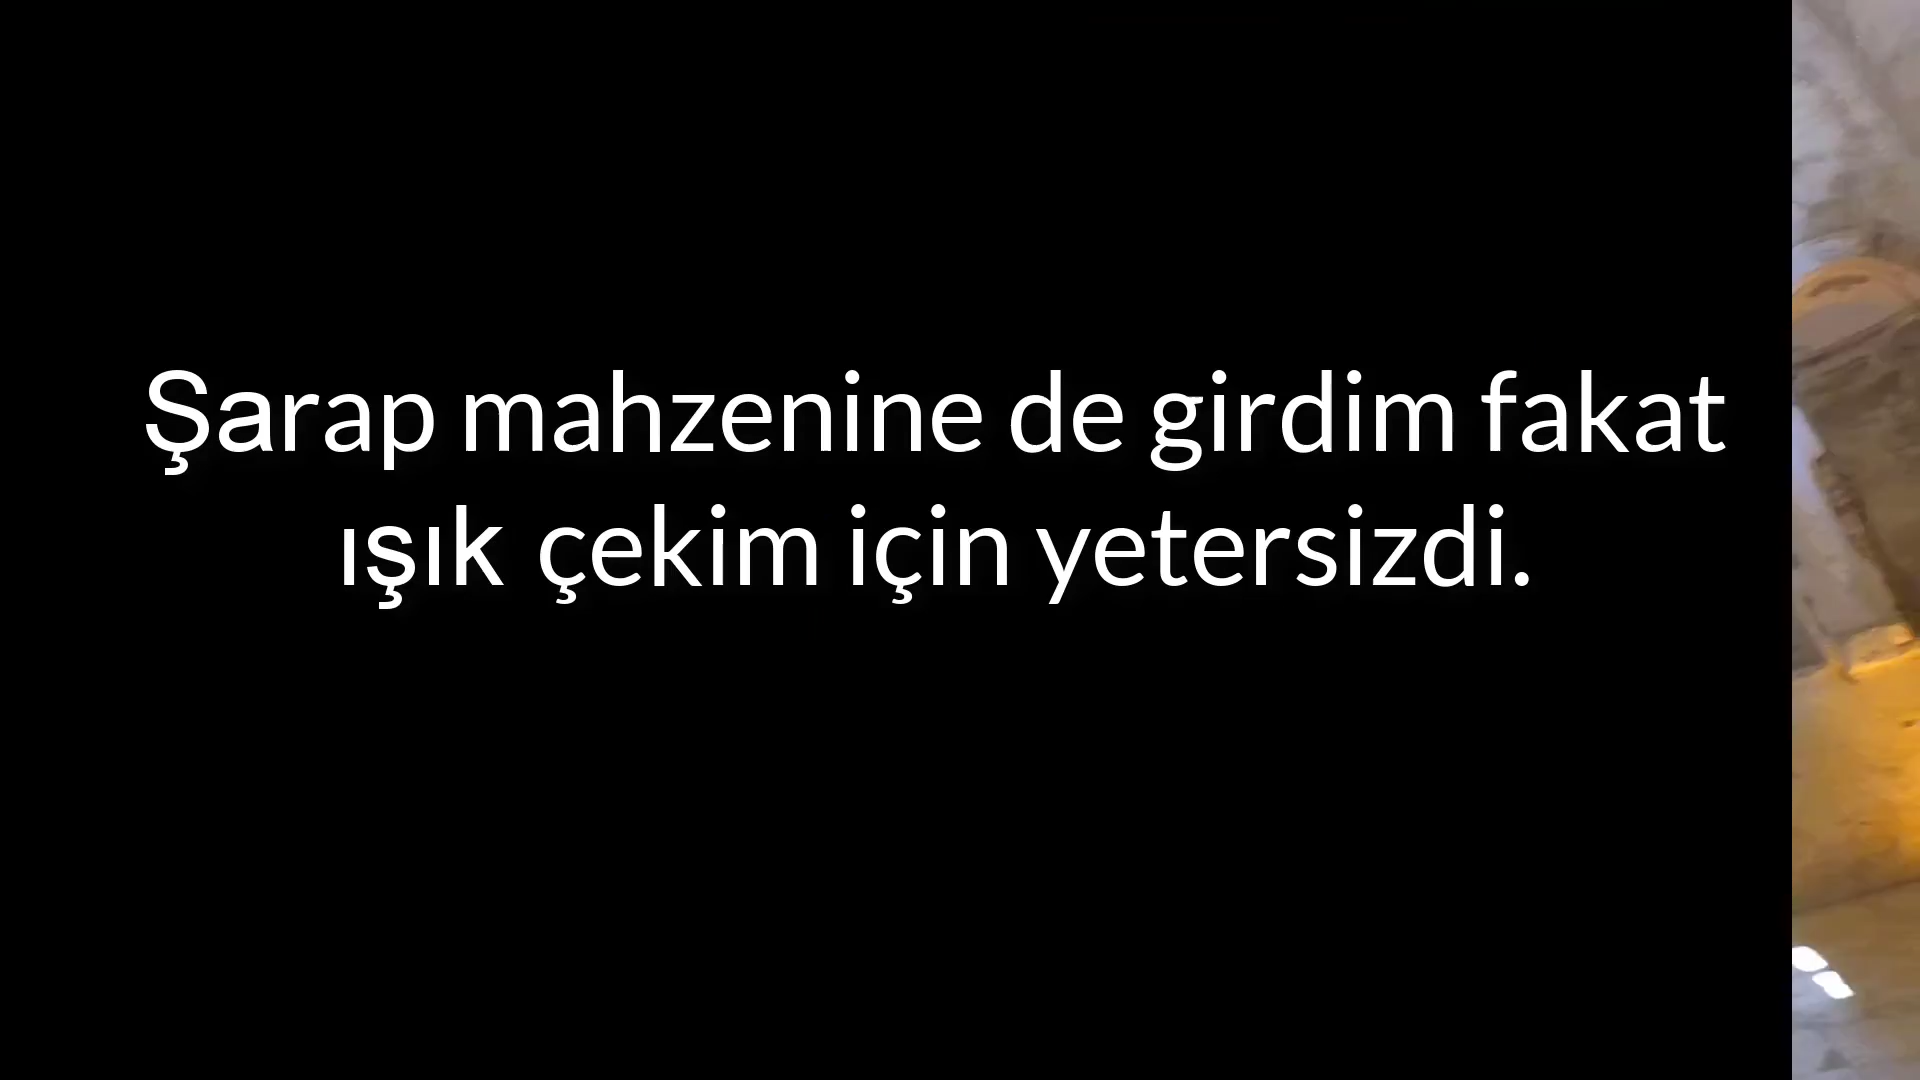 Şarap mahzenine de girdim fakat
ışık çekim için yetersizdi.